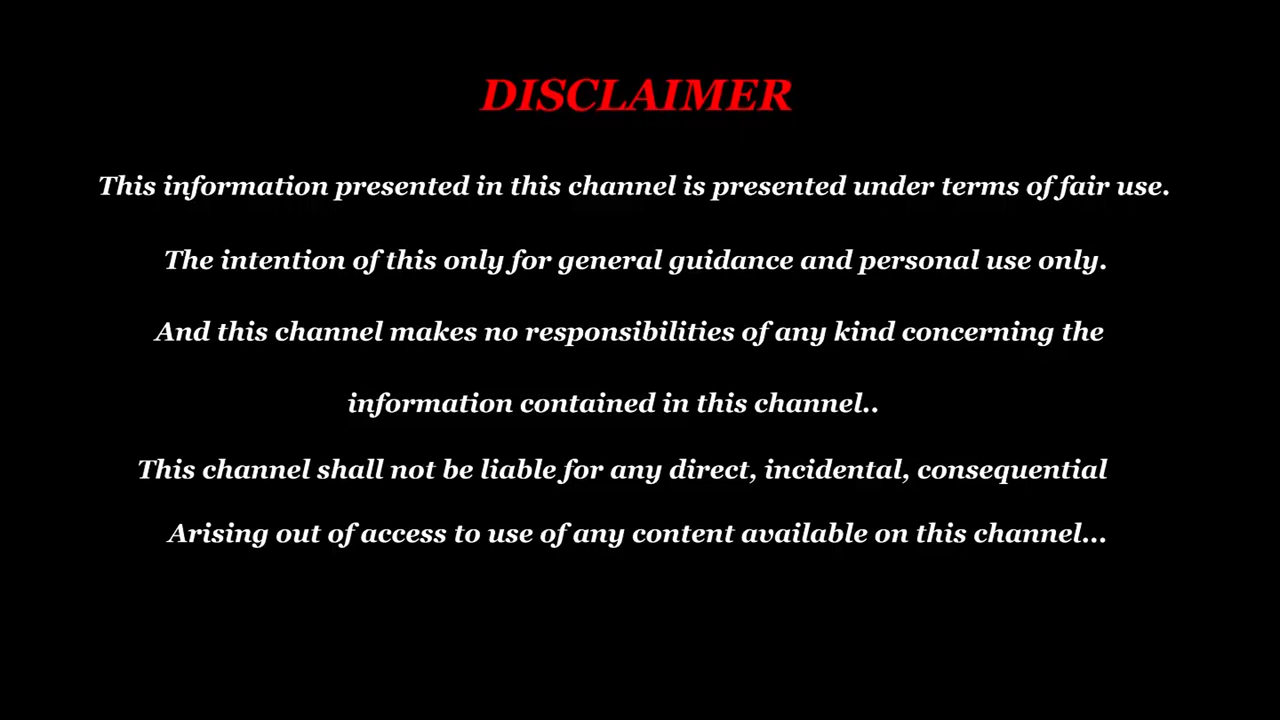 DISCLAIMER
This information presented in this channel is presented under terms of fair use.
The intention of this only for general guidance and personal use only.
And this channel makes no responsibilities of any kind concerning the
information contained in this channel..
This channel shall not be liable for any direct, incidental, consequential
Arising out of access to use of any content available on this channel...